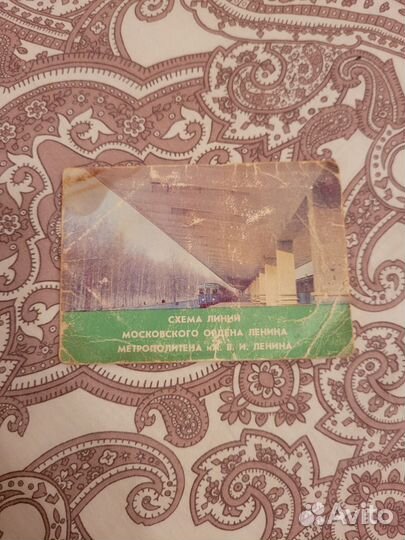 СХЕМА ЛИНИЙ
МОСКОВСКОГО ОРДЕНА ЛЕНИНА
МЕТРОПОЛИТЕНА ИМ. В. И. ЛЕНИНА
Avito